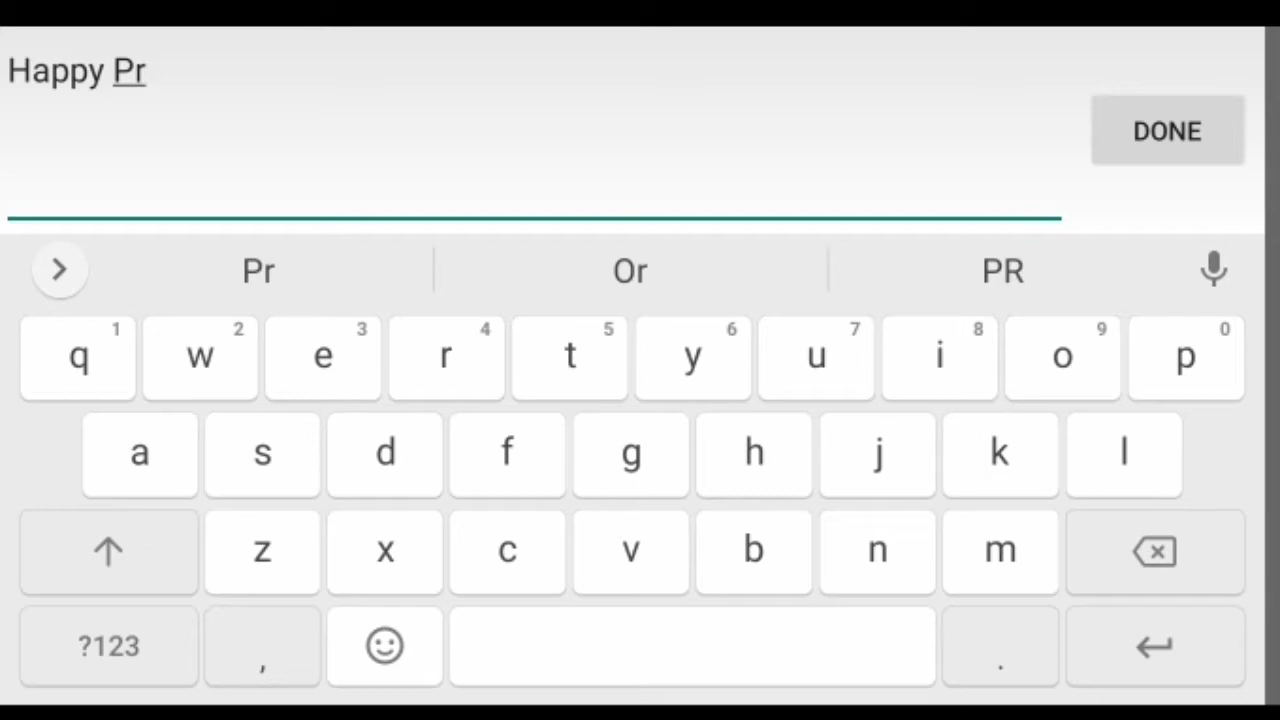 Happy Pr
DONE
Pr Or PR
q 1 w 2 e 3 r 4 t 5 y 6 u 7 i 8 o 9 p 0
a s d f g h j k l
z x c v b n m
?123 , .